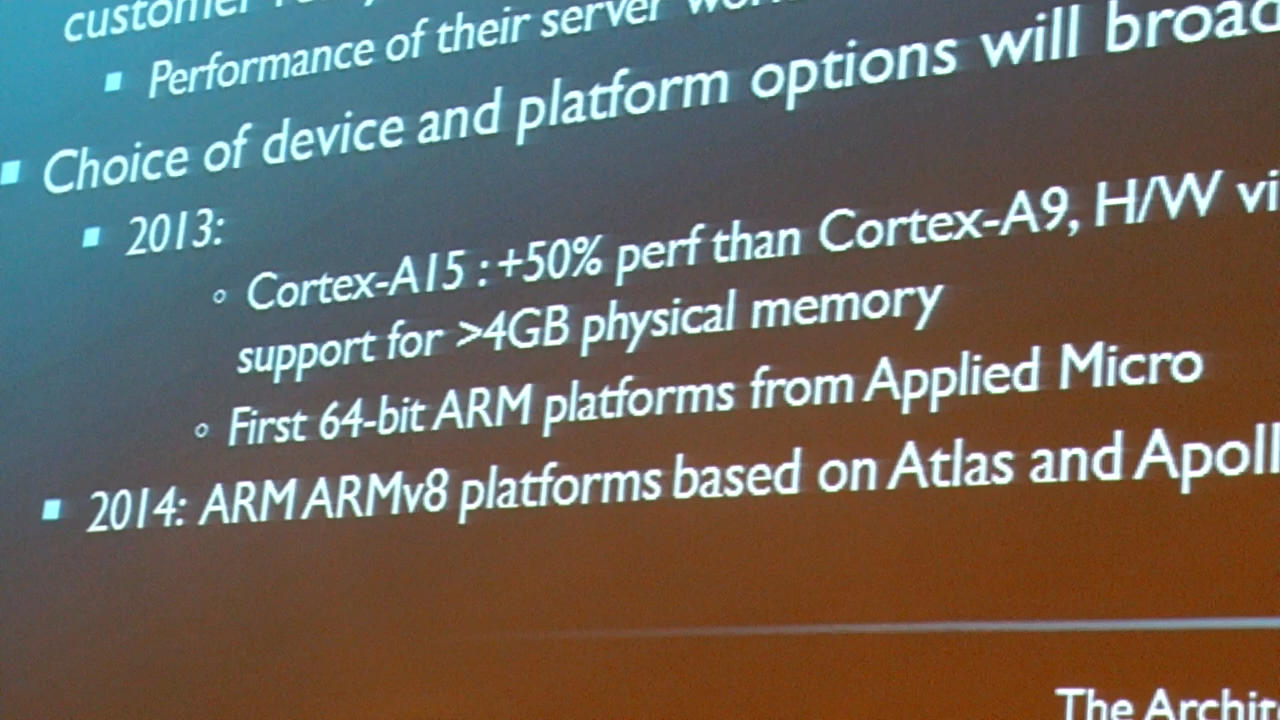 customer
Performance of their server
Choice of device and platform options will broad
2013:
Cortex-A15 : +50% perf than Cortex-A9, H/W vi
support for >4GB physical memory
First 64-bit ARM platforms from Applied Micro
2014: ARM ARMv8 platforms based on Atlas and Apoll
The Archit